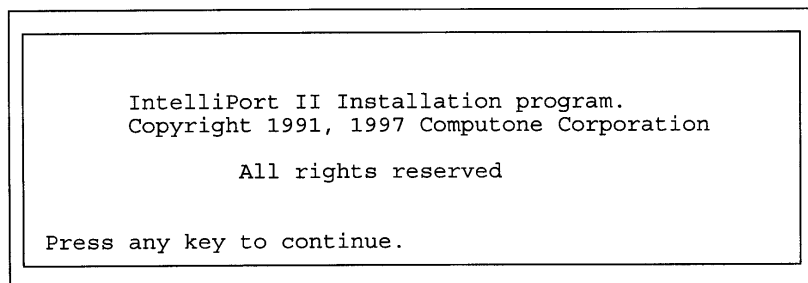 IntelliPort II Installation program.
Copyright 1991, 1997 Computone Corporation
All rights reserved
Press any key to continue.